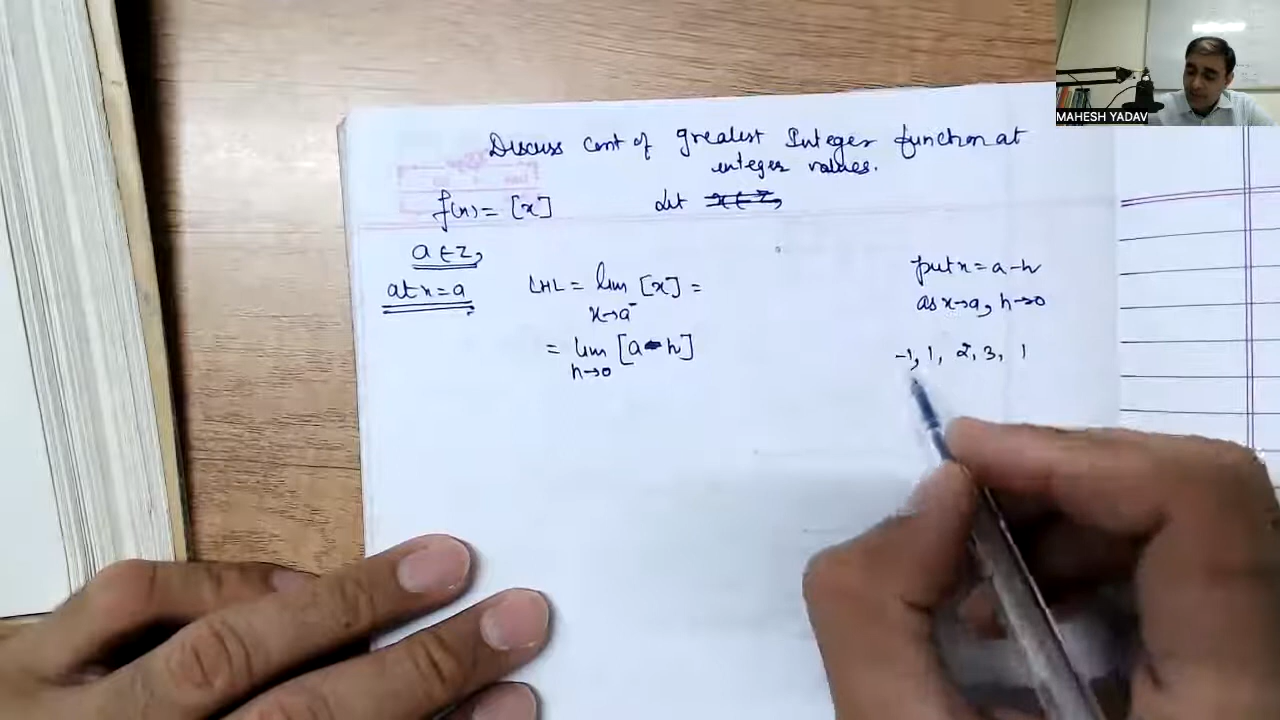 Discuss Cont of greatest Integer function at
integer values.
f(x) = [x] Let x∈Z,
a∈Z,
at x = a
LHL = lim [x] =
x→a⁻
= lim [a-h]
h→0
put x = a-h
as x→a, h→0
-1, 1, 2, 3, 1
MAHESH YADAV